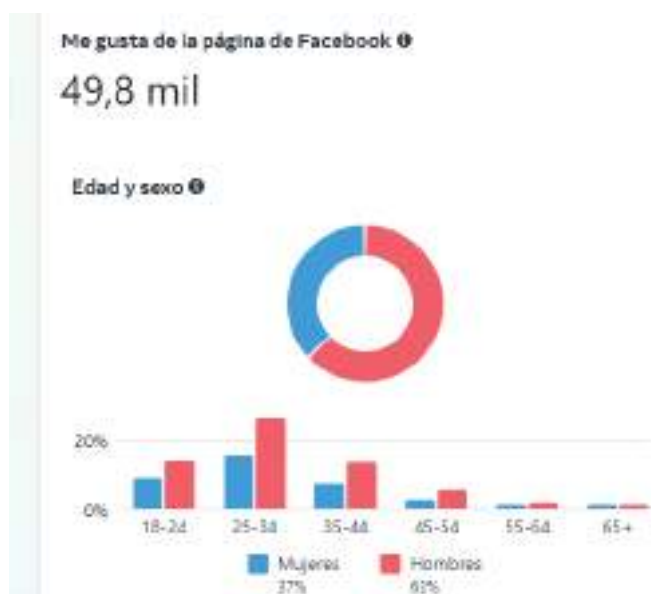 Me gusta de la página de Facebook
49,8 mil
Edad y sexo
20%
0%
18-24 25-34 35-44 45-54 55-64 65+
Mujeres Hombres
37% 63%